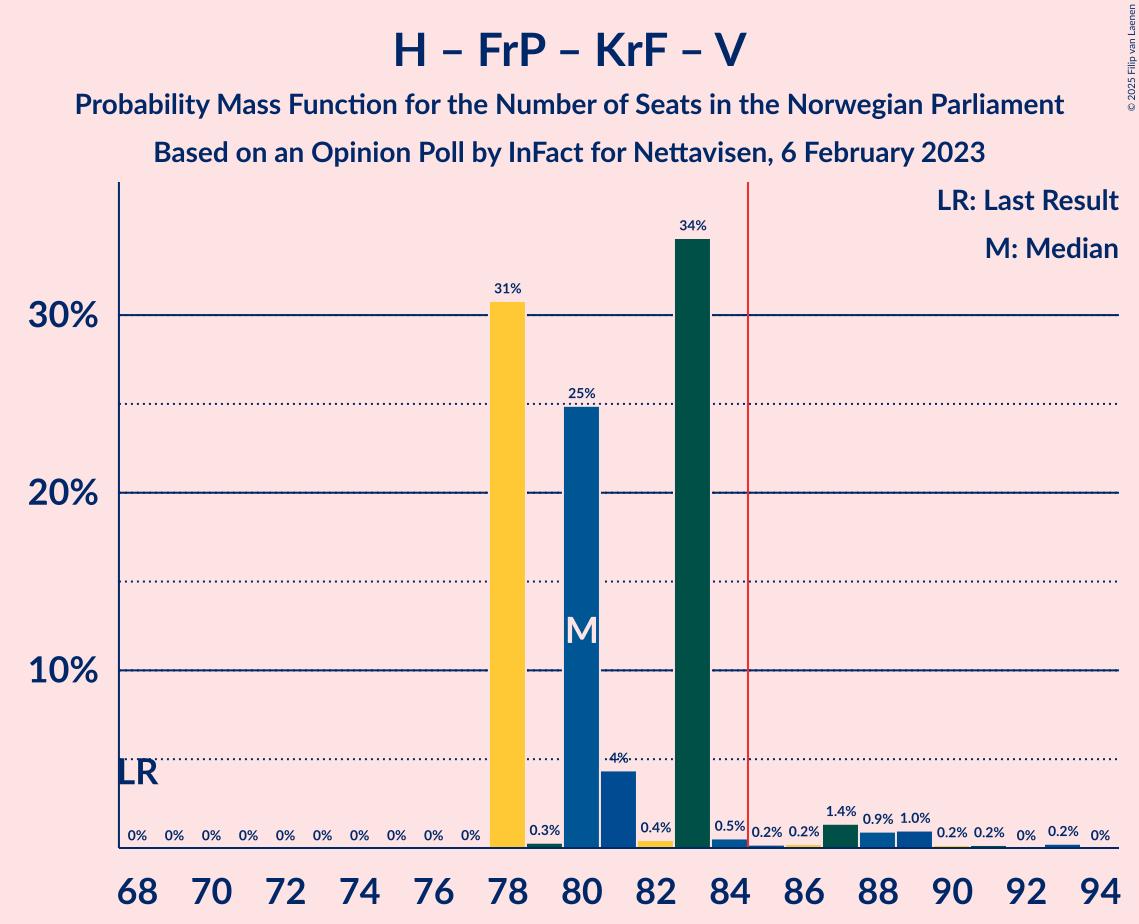 H – FrP – KrF – V
Probability Mass Function for the Number of Seats in the Norwegian Parliament
Based on an Opinion Poll by InFact for Nettavisen, 6 February 2023
© 2025 Filip van Laenen
LR: Last Result
M: Median
34%
31%
30%
25%
20%
M
10%
4%
LR
0% 0% 0% 0% 0% 0% 0% 0% 0% 0% 0.3% 0.4% 0.5% 0.2% 0.2% 1.4% 0.9% 1.0% 0.2% 0.2% 0% 0.2% 0%
68 70 72 74 76 78 80 82 84 86 88 90 92 94